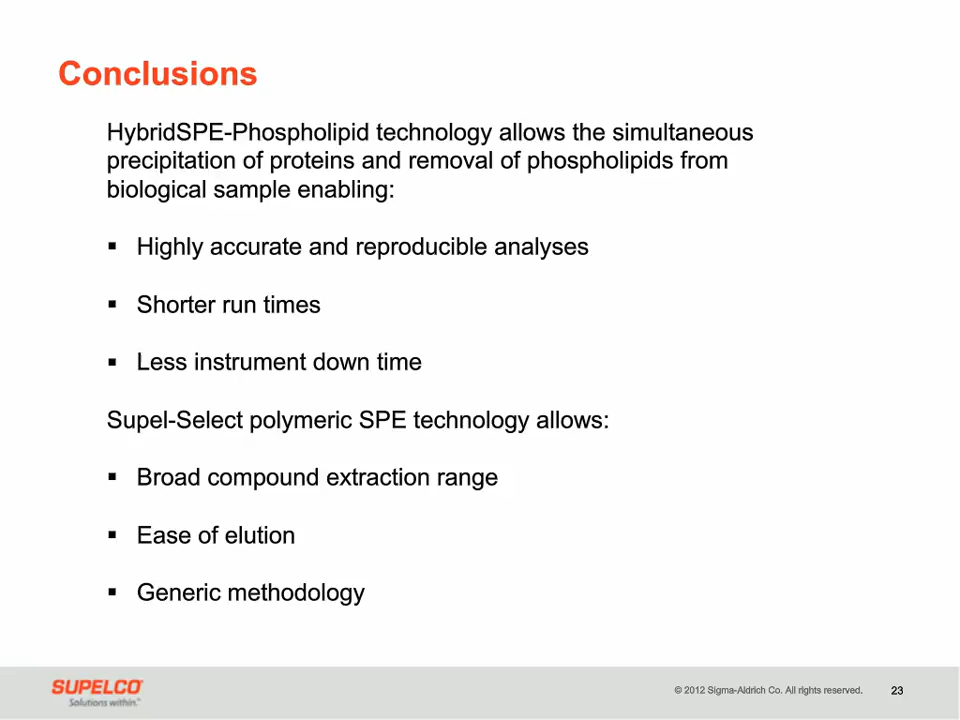 Conclusions
HybridSPE-Phospholipid technology allows the simultaneous
precipitation of proteins and removal of phospholipids from
biological sample enabling:
▪ Highly accurate and reproducible analyses
▪ Shorter run times
▪ Less instrument down time
Supel-Select polymeric SPE technology allows:
▪ Broad compound extraction range
▪ Ease of elution
▪ Generic methodology
SUPELCO
Solutions within.™
© 2012 Sigma-Aldrich Co. All rights reserved.
23